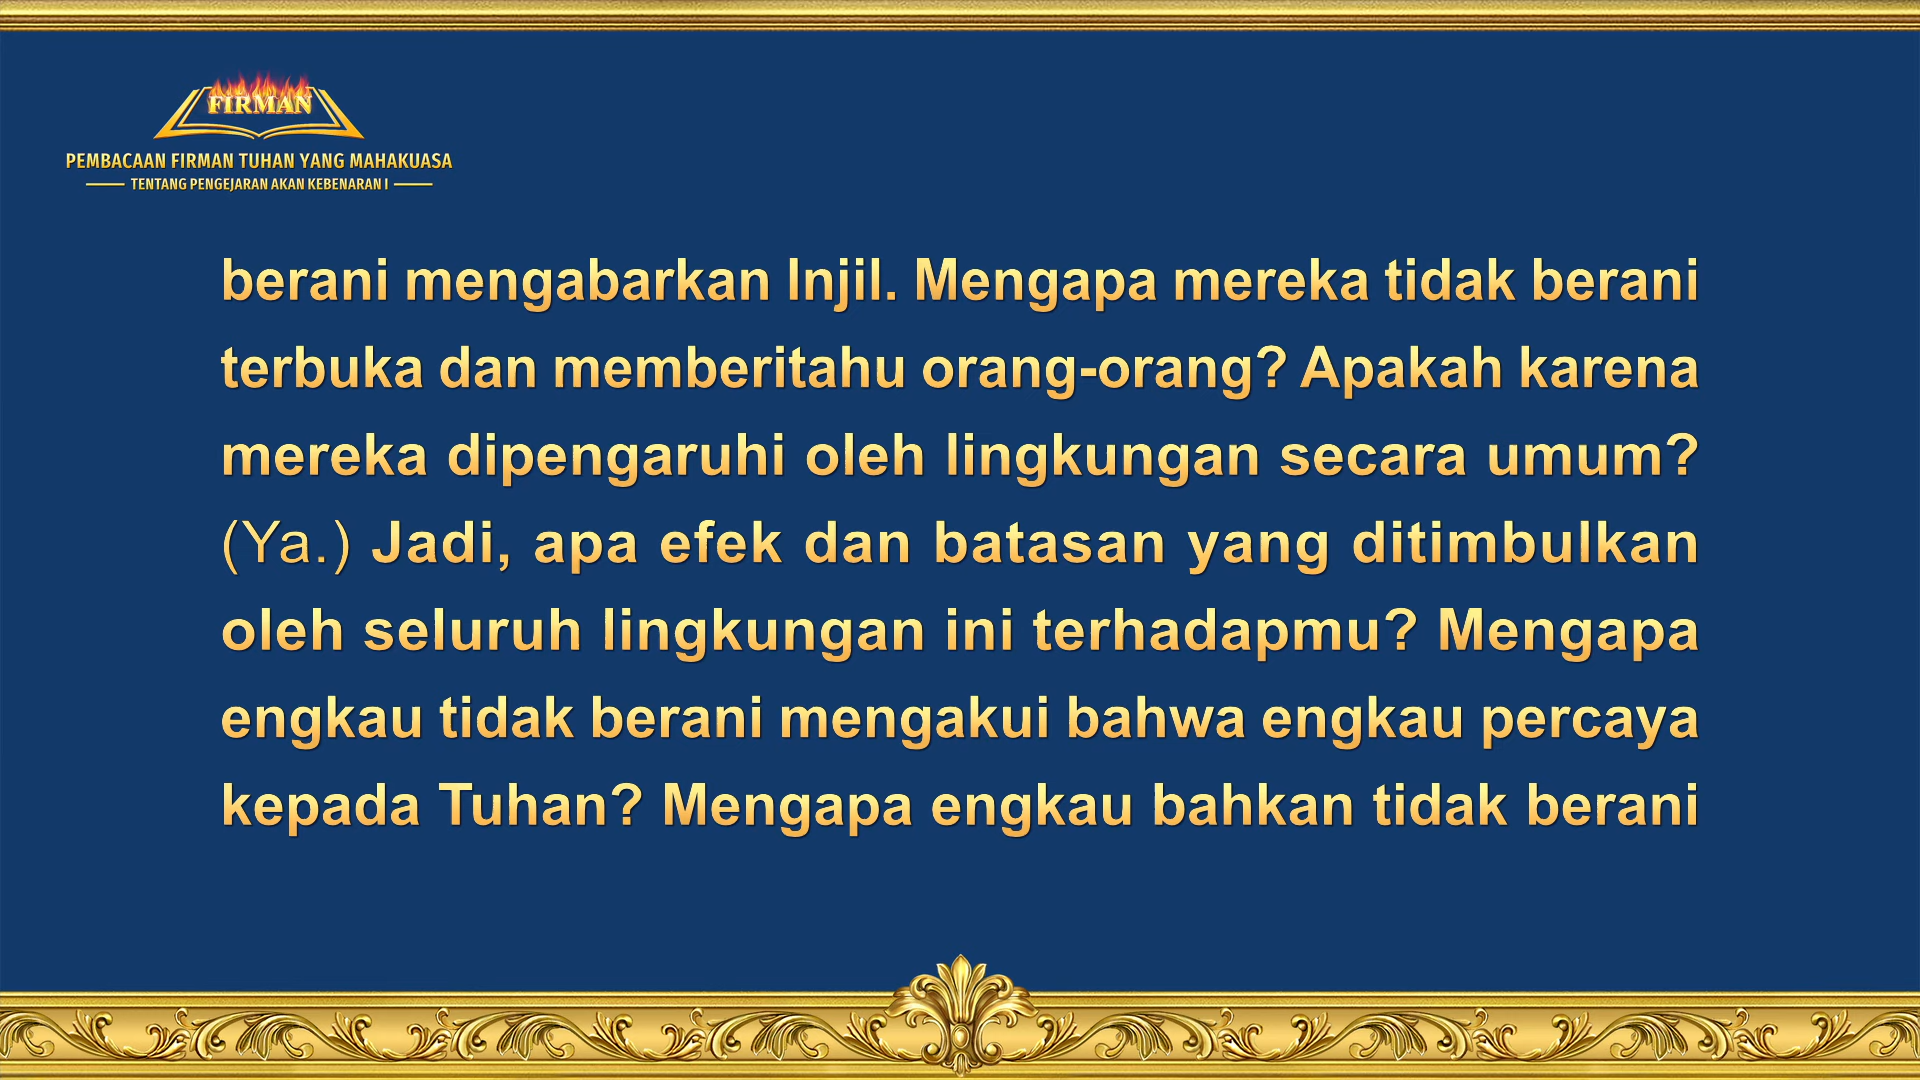 FIRMAN
PEMBACAAN FIRMAN TUHAN YANG MAHAKUASA
TENTANG PENGEJARAN AKAN KEBENARAN I
berani mengabarkan Injil. Mengapa mereka tidak berani
terbuka dan memberitahu orang-orang? Apakah karena
mereka dipengaruhi oleh lingkungan secara umum?
(Ya.) Jadi, apa efek dan batasan yang ditimbulkan
oleh seluruh lingkungan ini terhadapmu? Mengapa
engkau tidak berani mengakui bahwa engkau percaya
kepada Tuhan? Mengapa engkau bahkan tidak berani